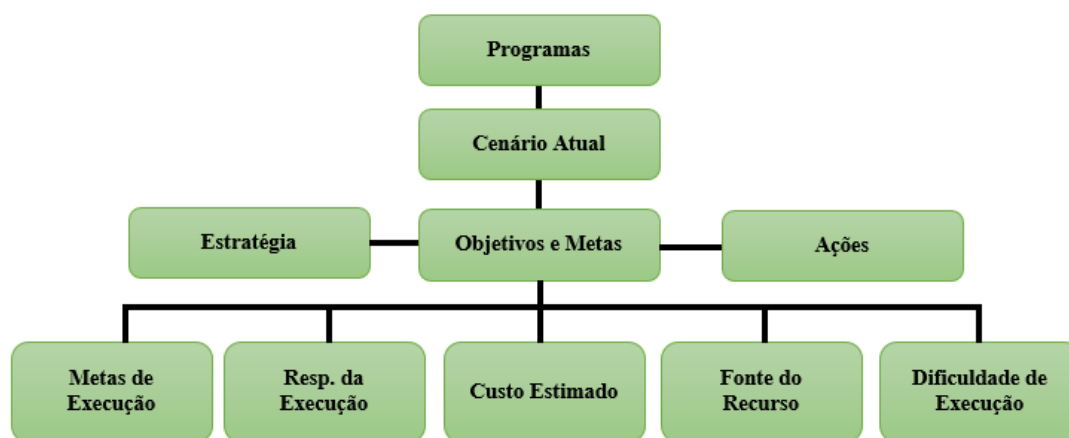 Programas
Cenário Atual
Estratégia
Objetivos e Metas
Ações
Metas de
Execução
Resp. da
Execução
Custo Estimado
Fonte do
Recurso
Dificuldade de
Execução